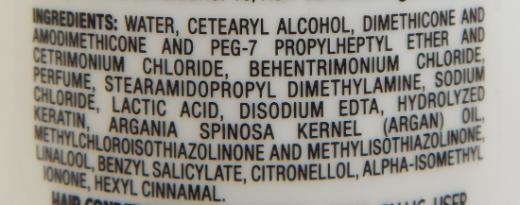 INGREDIENTS: WATER, CETEARYL ALCOHOL, DIMETHICONE AND
AMODIMETHICONE AND PEG-7 PROPYLHEPTYL ETHER AND
CETRIMONIUM CHLORIDE, BEHENTRIMONIUM CHLORIDE,
PERFUME, STEARAMIDOPROPYL DIMETHYLAMINE, SODIUM
CHLORIDE, LACTIC ACID, DISODIUM EDTA, HYDROLYZED
KERATIN, ARGANIA SPINOSA KERNEL (ARGAN) OIL,
METHYLCHLOROISOTHIAZOLINONE AND METHYLISOTHIAZOLINONE,
LINALOOL, BENZYL SALICYLATE, CITRONELLOL, ALPHA-ISOMETHYL
IONONE, HEXYL CINNAMAL.